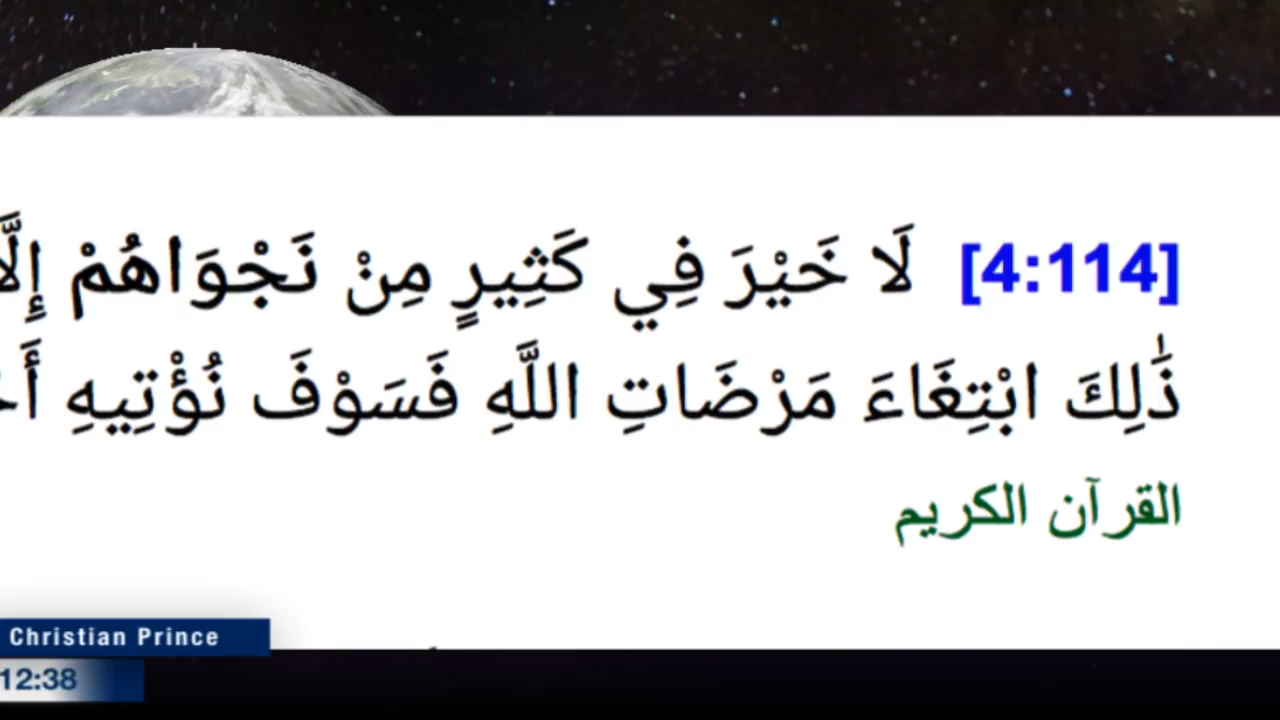 [4:114] لَا خَيْرَ فِي كَثِيرٍ مِنْ نَجْوَاهُمْ إِلَّا
ذَٰلِكَ ابْتِغَاءَ مَرْضَاتِ اللَّهِ فَسَوْفَ نُؤْتِيهِ
القرآن الكريم
Christian Prince
12:38